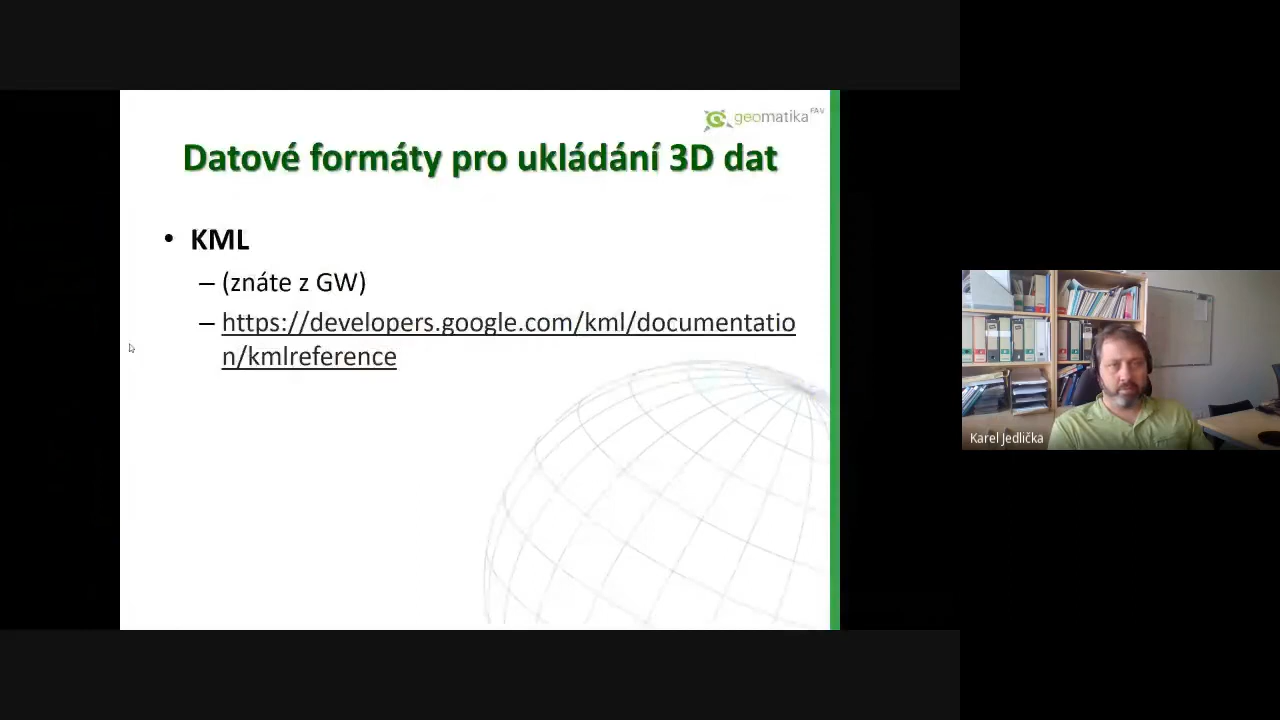 geomatika FAV
Datové formáty pro ukládání 3D dat
• KML
– (znáte z GW)
– https://developers.google.com/kml/documentatio
n/kmlreference
Karel Jedlička